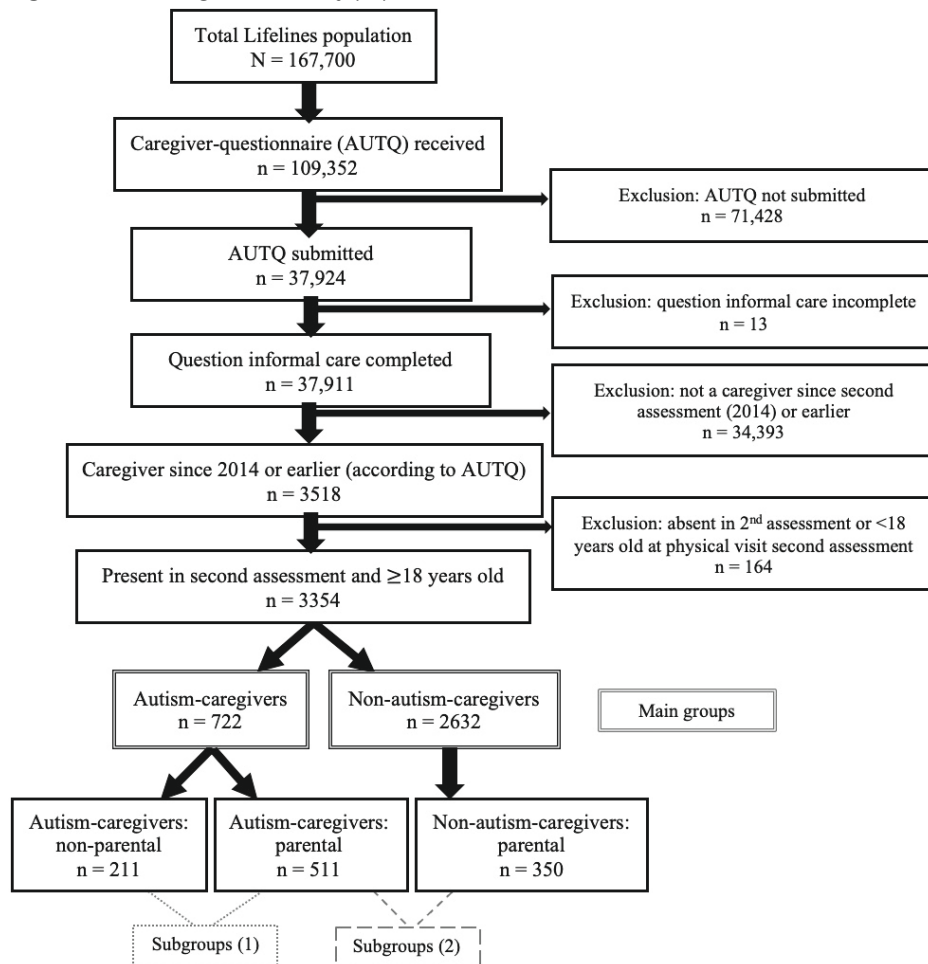 Total Lifelines population
N = 167,700
Caregiver-questionnaire (AUTQ) received
n = 109,352
Exclusion: AUTQ not submitted
n = 71,428
AUTQ submitted
n = 37,924
Exclusion: question informal care incomplete
n = 13
Question informal care completed
n = 37,911
Exclusion: not a caregiver since second
assessment (2014) or earlier
n = 34,393
Caregiver since 2014 or earlier (according to AUTQ)
n = 3518
Exclusion: absent in 2nd assessment or <18
years old at physical visit second assessment
n = 164
Present in second assessment and ≥18 years old
n = 3354
Autism-caregivers
n = 722
Non-autism-caregivers
n = 2632
Main groups
Autism-caregivers:
non-parental
n = 211
Autism-caregivers:
parental
n = 511
Non-autism-caregivers:
parental
n = 350
Subgroups (1)
Subgroups (2)